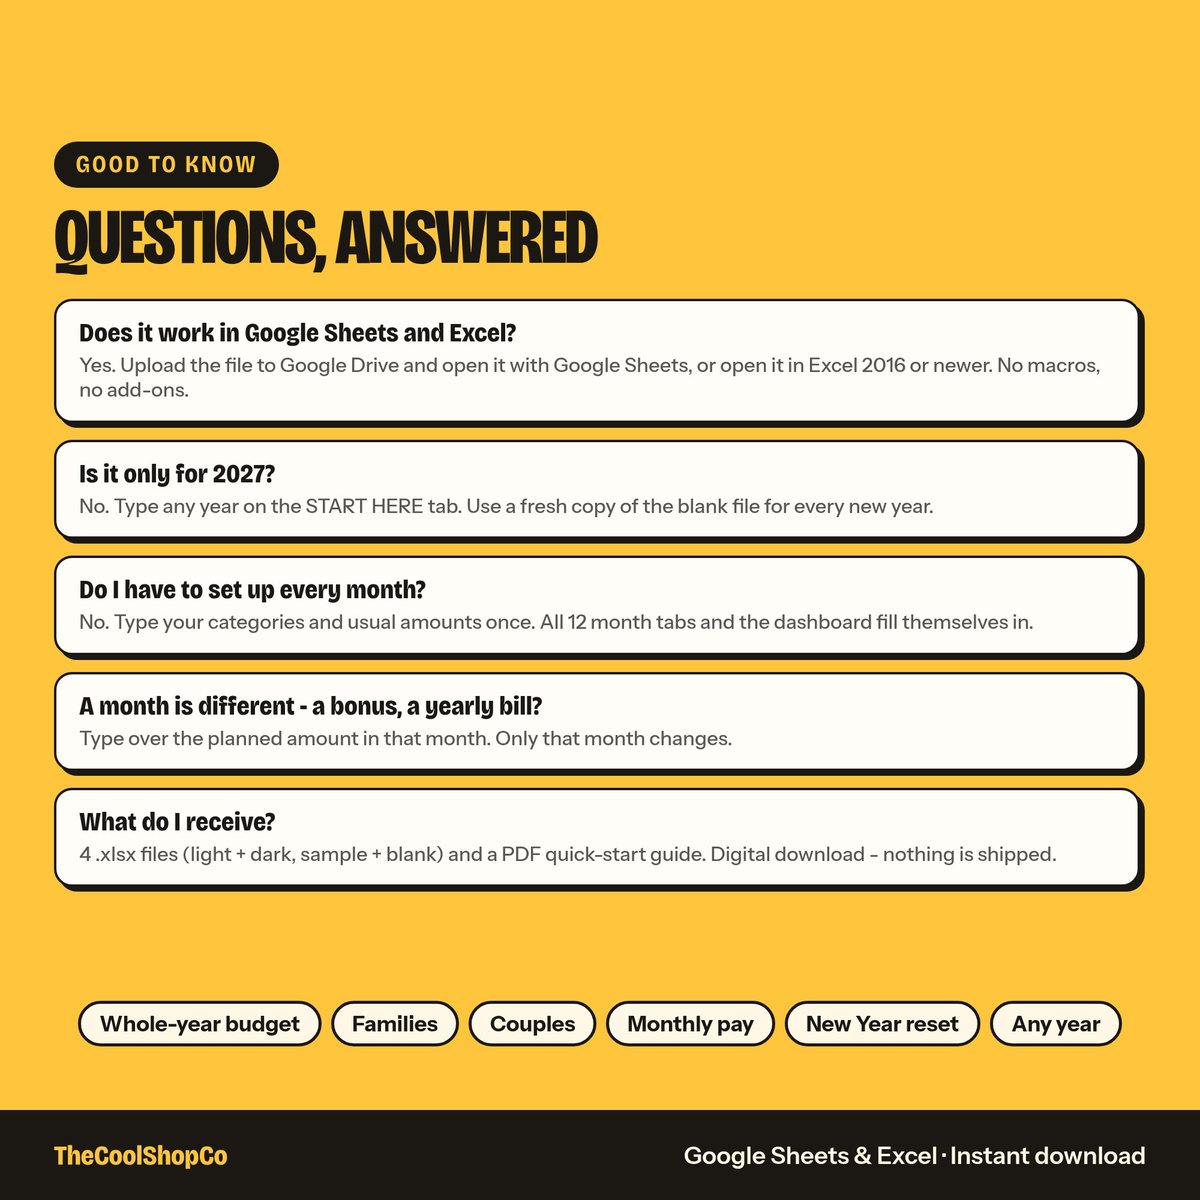 GOOD TO KNOW
QUESTIONS, ANSWERED
Does it work in Google Sheets and Excel?
Yes. Upload the file to Google Drive and open it with Google Sheets, or open it in Excel 2016 or newer. No macros,
no add-ons.
Is it only for 2027?
No. Type any year on the START HERE tab. Use a fresh copy of the blank file for every new year.
Do I have to set up every month?
No. Type your categories and usual amounts once. All 12 month tabs and the dashboard fill themselves in.
A month is different - a bonus, a yearly bill?
Type over the planned amount in that month. Only that month changes.
What do I receive?
4 .xlsx files (light + dark, sample + blank) and a PDF quick-start guide. Digital download - nothing is shipped.
Whole-year budget
Families
Couples
Monthly pay
New Year reset
Any year
TheCoolShopCo
Google Sheets & Excel · Instant download